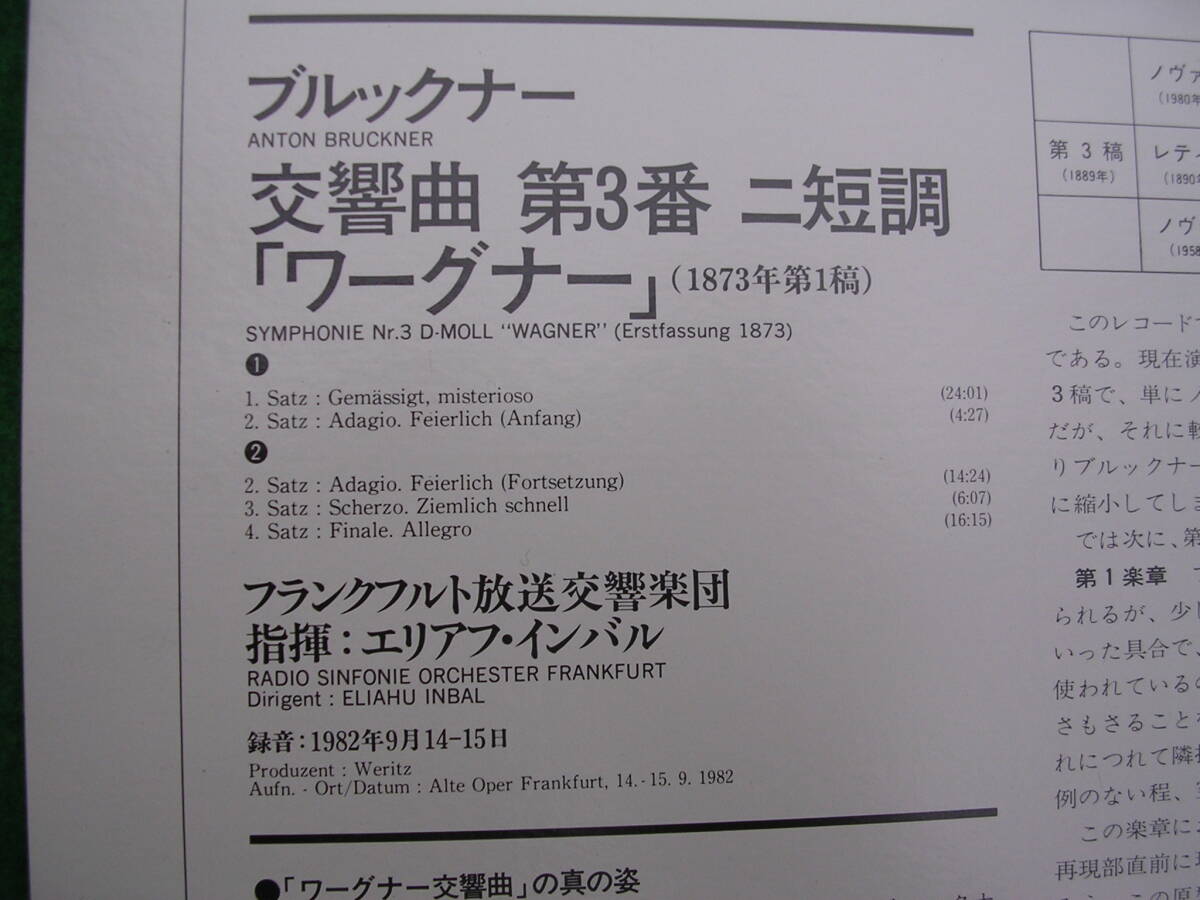 ブルックナー
ANTON BRUCKNER
交響曲 第3番 ニ短調
「ワーグナー」(1873年第1稿)
SYMPHONIE Nr.3 D-MOLL “WAGNER” (Erstfassung 1873)
❶
1. Satz : Gemässigt, misterioso (24:01)
2. Satz : Adagio. Feierlich (Anfang) (4:27)
❷
2. Satz : Adagio. Feierlich (Fortsetzung) (14:24)
3. Satz : Scherzo. Ziemlich schnell (6:07)
4. Satz : Finale. Allegro (16:15)
フランクフルト放送交響楽団
指揮：エリアフ・インバル
RADIO SINFONIE ORCHESTER FRANKFURT
Dirigent : ELIAHU INBAL
録音：1982年9月14-15日
Produzent : Weritz
Aufn. - Ort/Datum : Alte Oper Frankfurt, 14. - 15. 9. 1982
●「ワーグナー交響曲」の真の姿
ノヴァ
(1980年
第3稿
(1889年)
レティ
(1890年
ノヴ
(1958
このレコードで
である。現在演
3稿で、単にノ
だが、それに較
りブルックナー
に縮小してしま
では次に、第
第1楽章
られるが、少し
いった具合で、
使われているの
さもさることな
れにつれて隣接
例のない程、
この楽章に
再現部直前に